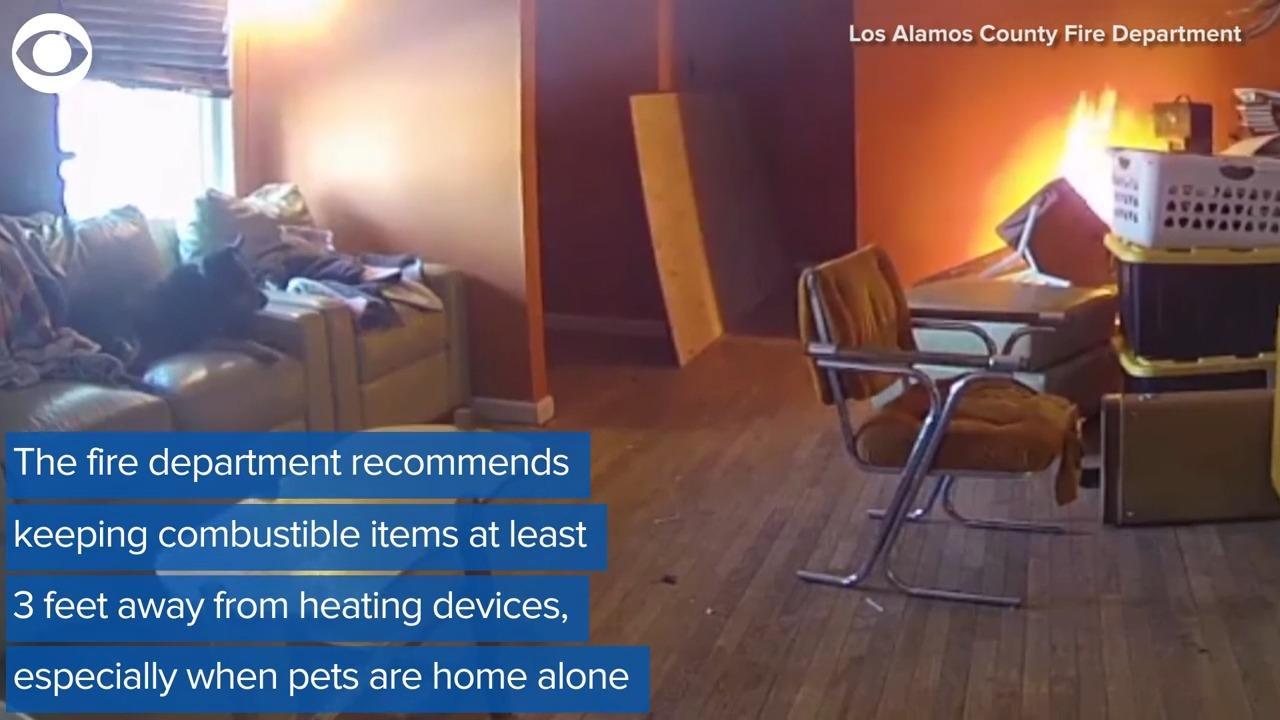 Los Alamos County Fire Department
The fire department recommends
keeping combustible items at least
3 feet away from heating devices,
especially when pets are home alone